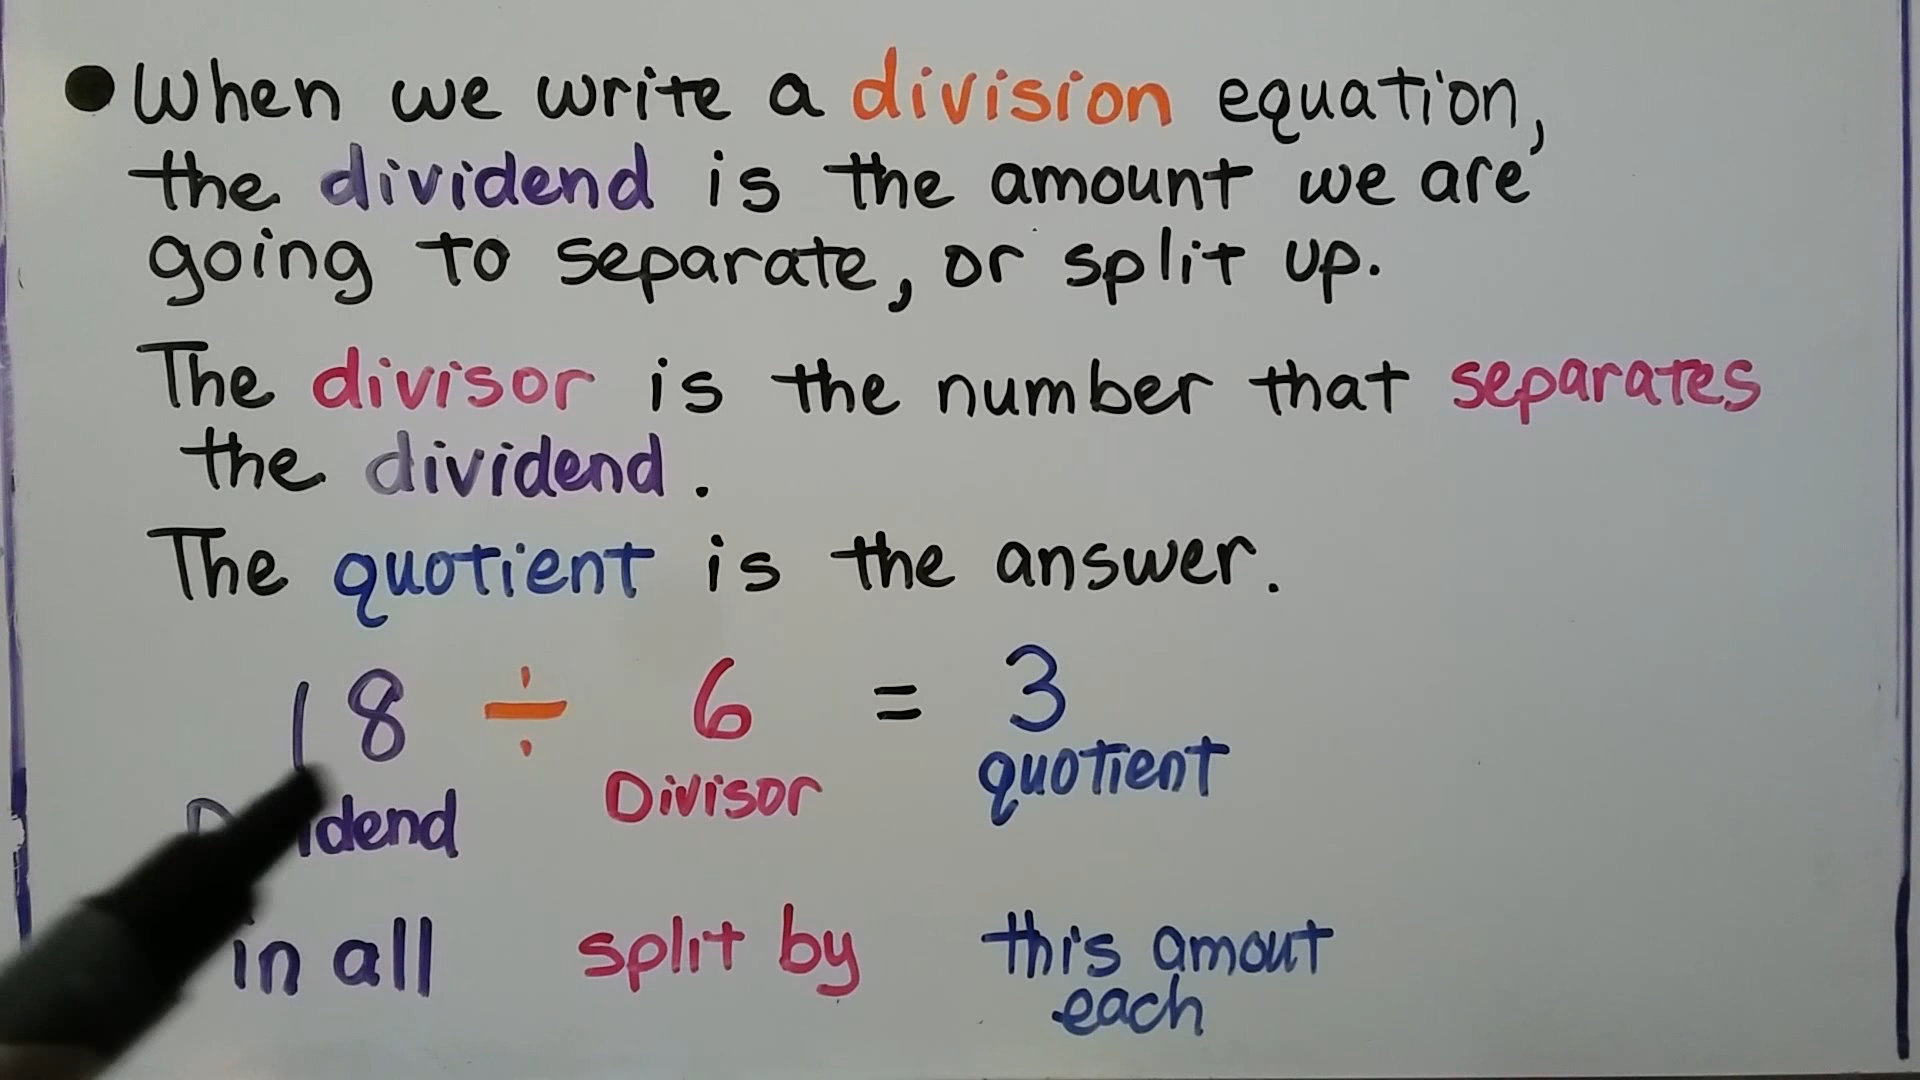 When we write a division equation,
the dividend is the amount we are
going to separate, or split up.
The divisor is the number that separates
the dividend.
The quotient is the answer.
18 ÷ 6 = 3
Divisor quotient
in all split by this amout
each